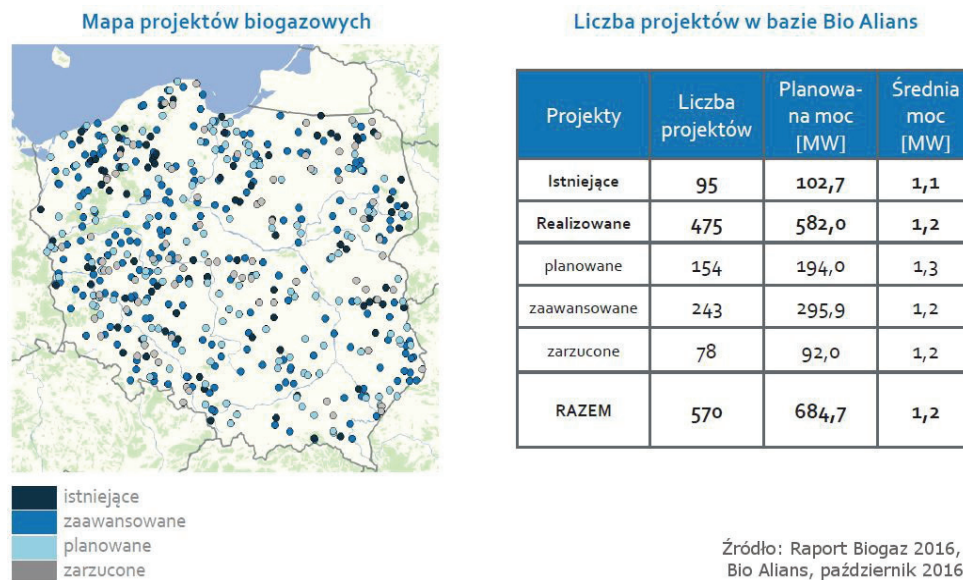 Mapa projektów biogazowych
istniejące
zaawansowane
planowane
zarzucone
Liczba projektów w bazie Bio Alians
Projekty Liczba projektów Planowa-na moc [MW] Średnia moc [MW]
Istniejące 95 102,7 1,1
Realizowane 475 582,0 1,2
planowane 154 194,0 1,3
zaawansowane 243 295,9 1,2
zarzucone 78 92,0 1,2
RAZEM 570 684,7 1,2
Źródło: Raport Biogaz 2016,
Bio Alians, październik 2016